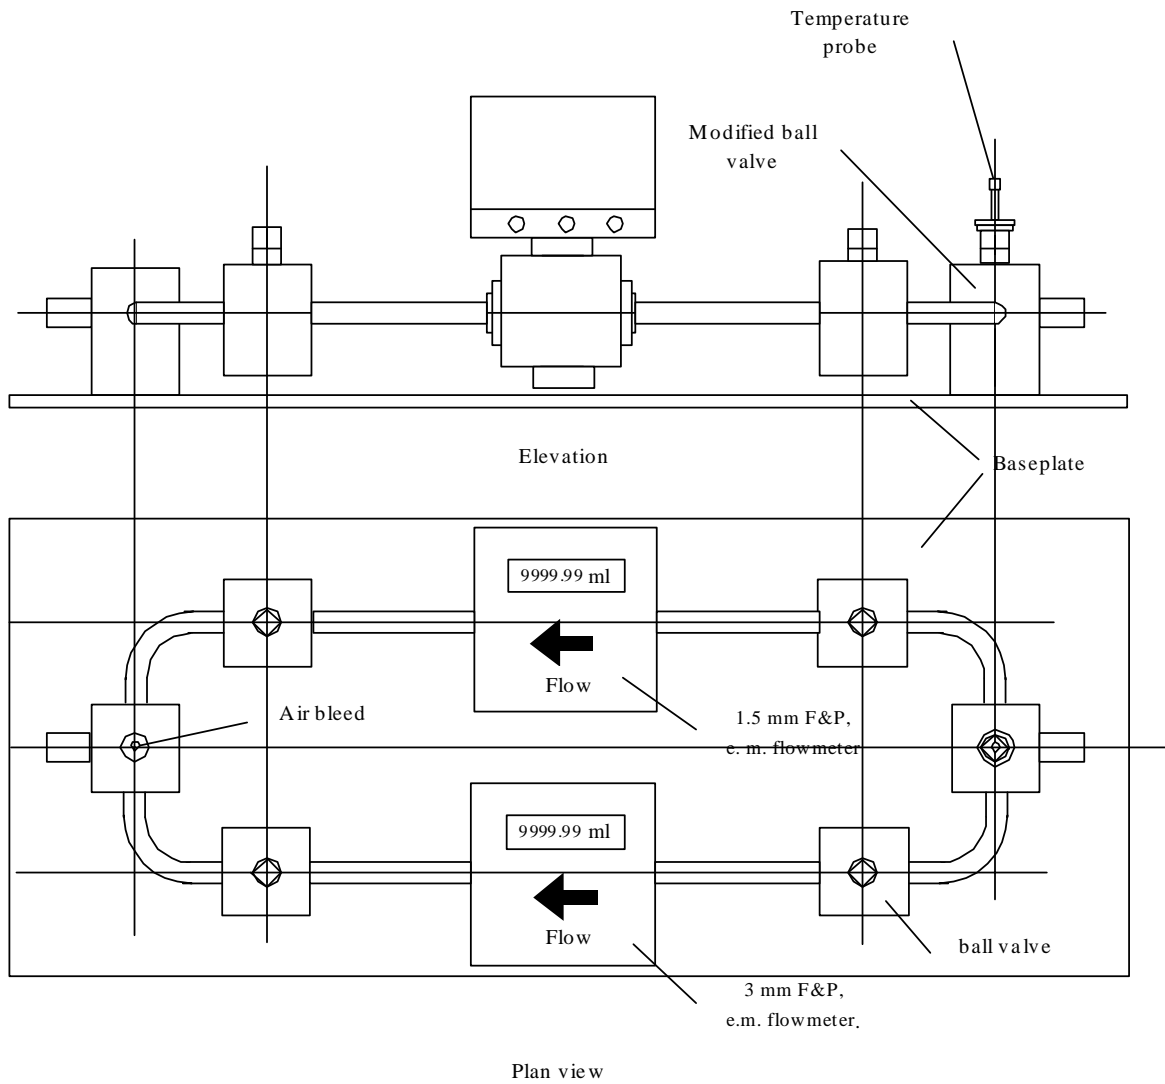 Temperature
probe
Modified ball
valve
Elevation
Baseplate
9999.99 ml
Flow
Air bleed
1.5 mm F&P,
e. m. flowmeter
9999.99 ml
Flow
ball valve
3 mm F&P,
e.m. flowmeter.
Plan view